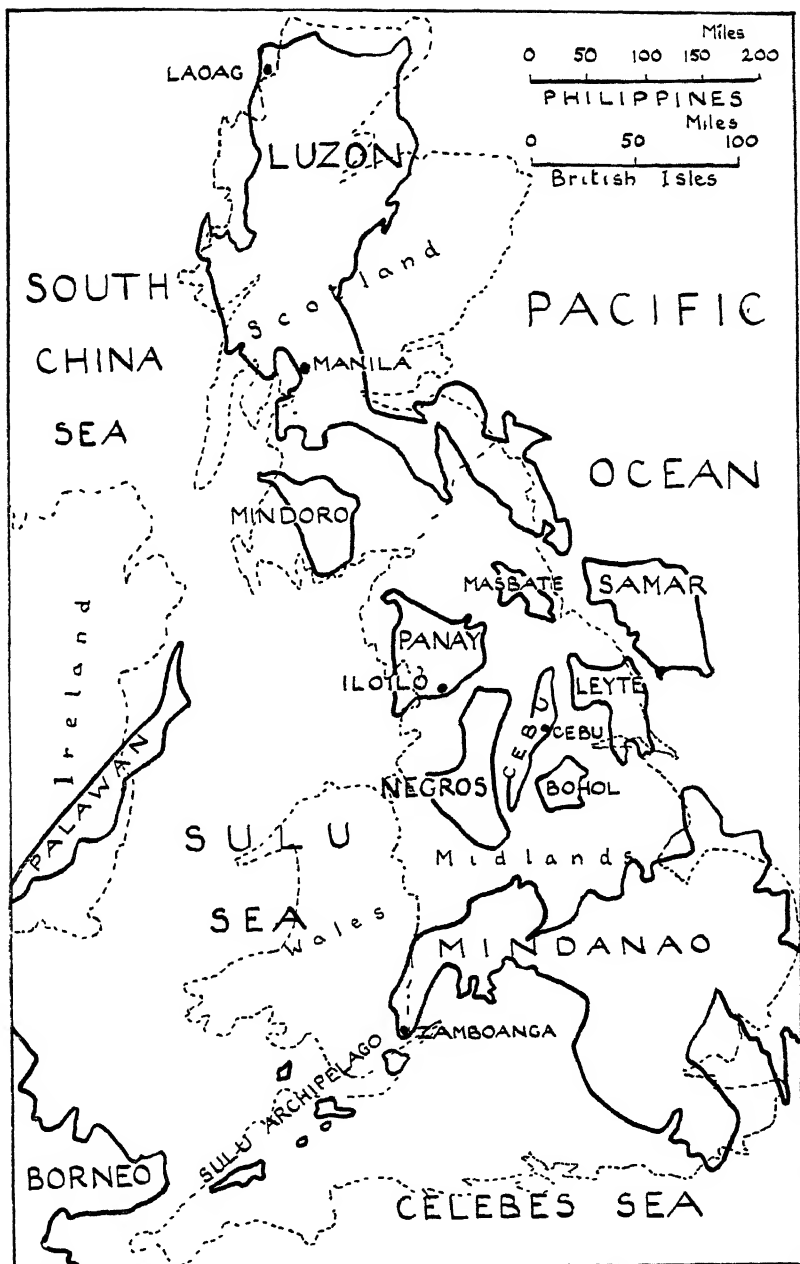 Miles
0 50 100 150 200
PHILIPPINES
Miles
0 50 100
British Isles
LAOAG
LUZON
SOUTH
CHINA
SEA
Scotland
PACIFIC
OCEAN
MANILA
MINDORO
MASBATE
SAMAR
Ireland
PANAY
ILOILO
LEYTE
CEBU
CEBU
PALAWAN
NEGROS
BOHOL
SULU
SEA
Midlands
Wales
MINDANAO
ZAMBOANGA
SULU ARCHIPELAGO
BORNEO
CELEBES SEA